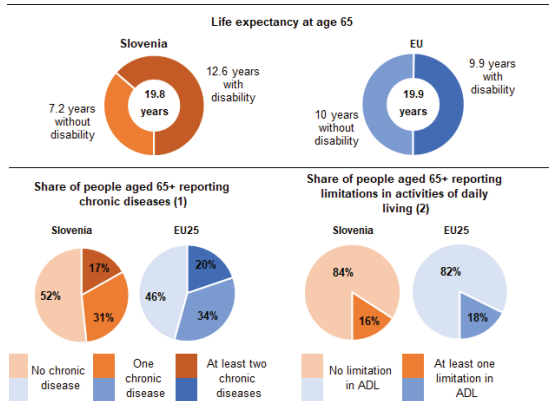 Life expectancy at age 65
Slovenia
EU
12.6 years
with
disability
19.8
years
7.2 years
without
disability
9.9 years
with
disability
19.9
years
10 years
without
disability
Share of people aged 65+ reporting
chronic diseases (1)
Share of people aged 65+ reporting
limitations in activities of daily
living (2)
Slovenia
EU25
Slovenia
EU25
17%
52%
31%
20%
46%
34%
84%
16%
82%
18%
No chronic
disease
One
chronic
disease
At least two
chronic
diseases
No limitation
in ADL
At least one
limitation in
ADL